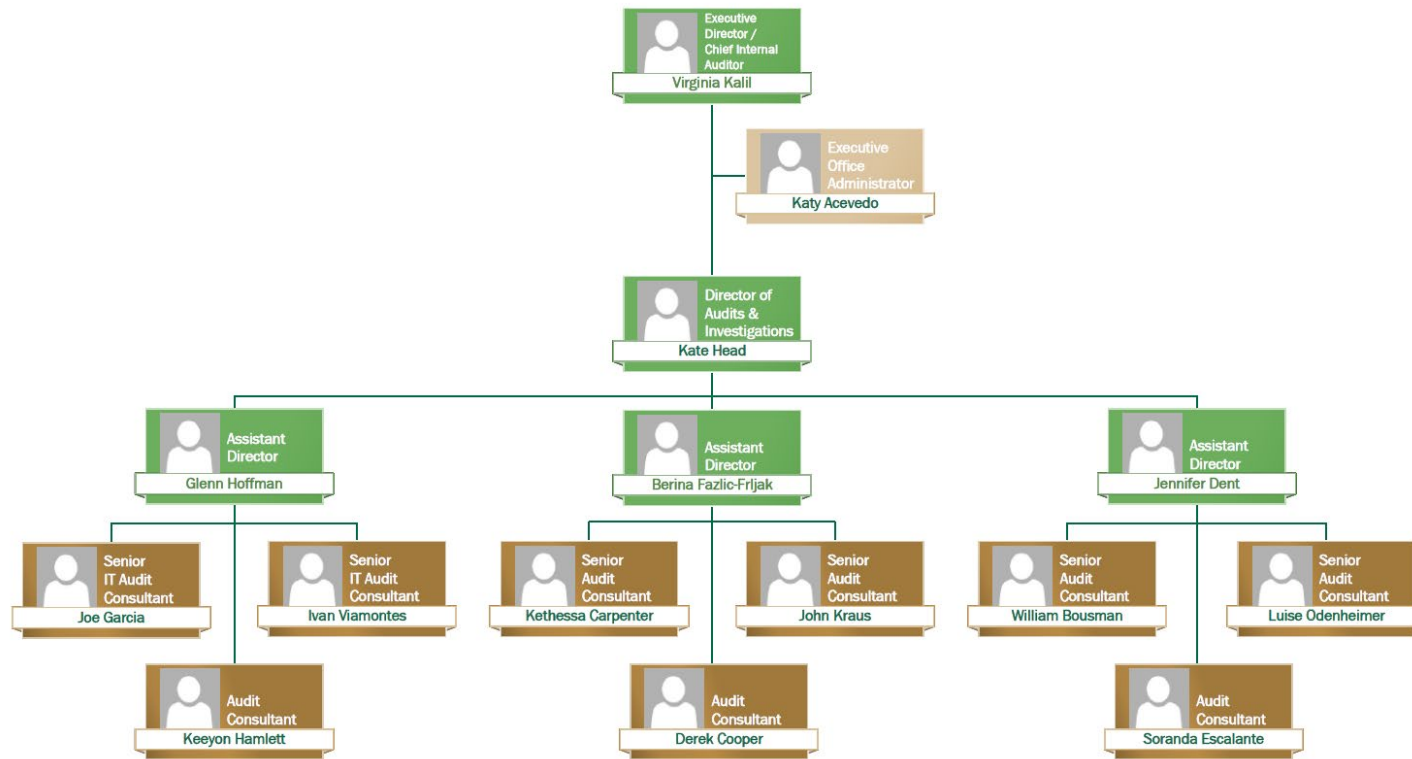 Executive
Director /
Chief Internal
Auditor
Virginia Kalil
Executive
Office
Administrator
Katy Acevedo
Director of
Audits &
Investigations
Kate Head
Assistant
Director
Glenn Hoffman
Assistant
Director
Berina Fazlic-Frljak
Assistant
Director
Jennifer Dent
Senior
IT Audit
Consultant
Joe Garcia
Senior
IT Audit
Consultant
Ivan Viamontes
Senior
Audit
Consultant
Kethessa Carpenter
Senior
Audit
Consultant
John Kraus
Senior
Audit
Consultant
William Bousman
Senior
Audit
Consultant
Luise Odenheimer
Audit
Consultant
Keeyon Hamlett
Audit
Consultant
Derek Cooper
Audit
Consultant
Soranda Escalante